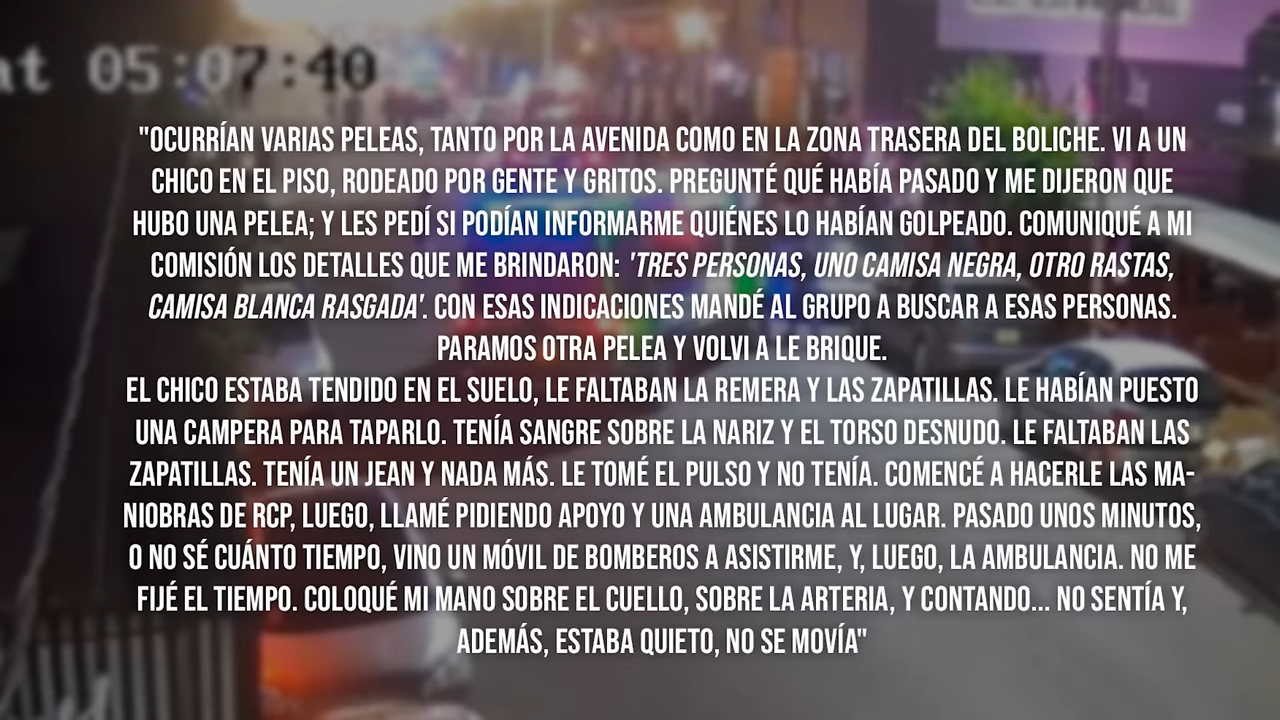 at 05:07:40
"OCURRÍAN VARIAS PELEAS, TANTO POR LA AVENIDA COMO EN LA ZONA TRASERA DEL BOLICHE. VI A UN
CHICO EN EL PISO, RODEADO POR GENTE Y GRITOS. PREGUNTÉ QUÉ HABÍA PASADO Y ME DIJERON QUE
HUBO UNA PELEA; Y LES PEDÍ SI PODÍAN INFORMARME QUIÉNES LO HABÍAN GOLPEADO. COMUNIQUÉ A MI
COMISIÓN LOS DETALLES QUE ME BRINDARON: 'TRES PERSONAS, UNO CAMISA NEGRA, OTRO RASTAS,
CAMISA BLANCA RASGADA'. CON ESAS INDICACIONES MANDÉ AL GRUPO A BUSCAR A ESAS PERSONAS.
PARAMOS OTRA PELEA Y VOLVI A LE BRIQUE.
EL CHICO ESTABA TENDIDO EN EL SUELO, LE FALTABAN LA REMERA Y LAS ZAPATILLAS. LE HABÍAN PUESTO
UNA CAMPERA PARA TAPARLO. TENÍA SANGRE SOBRE LA NARIZ Y EL TORSO DESNUDO. LE FALTABAN LAS
ZAPATILLAS. TENÍA UN JEAN Y NADA MÁS. LE TOMÉ EL PULSO Y NO TENÍA. COMENCÉ A HACERLE LAS MA-
NIOBRAS DE RCP, LUEGO, LLAMÉ PIDIENDO APOYO Y UNA AMBULANCIA AL LUGAR. PASADO UNOS MINUTOS,
O NO SÉ CUÁNTO TIEMPO, VINO UN MÓVIL DE BOMBEROS A ASISTIRME, Y, LUEGO, LA AMBULANCIA. NO ME
FIJÉ EL TIEMPO. COLOQUÉ MI MANO SOBRE EL CUELLO, SOBRE LA ARTERIA, Y CONTANDO... NO SENTÍA Y,
ADEMÁS, ESTABA QUIETO, NO SE MOVÍA"